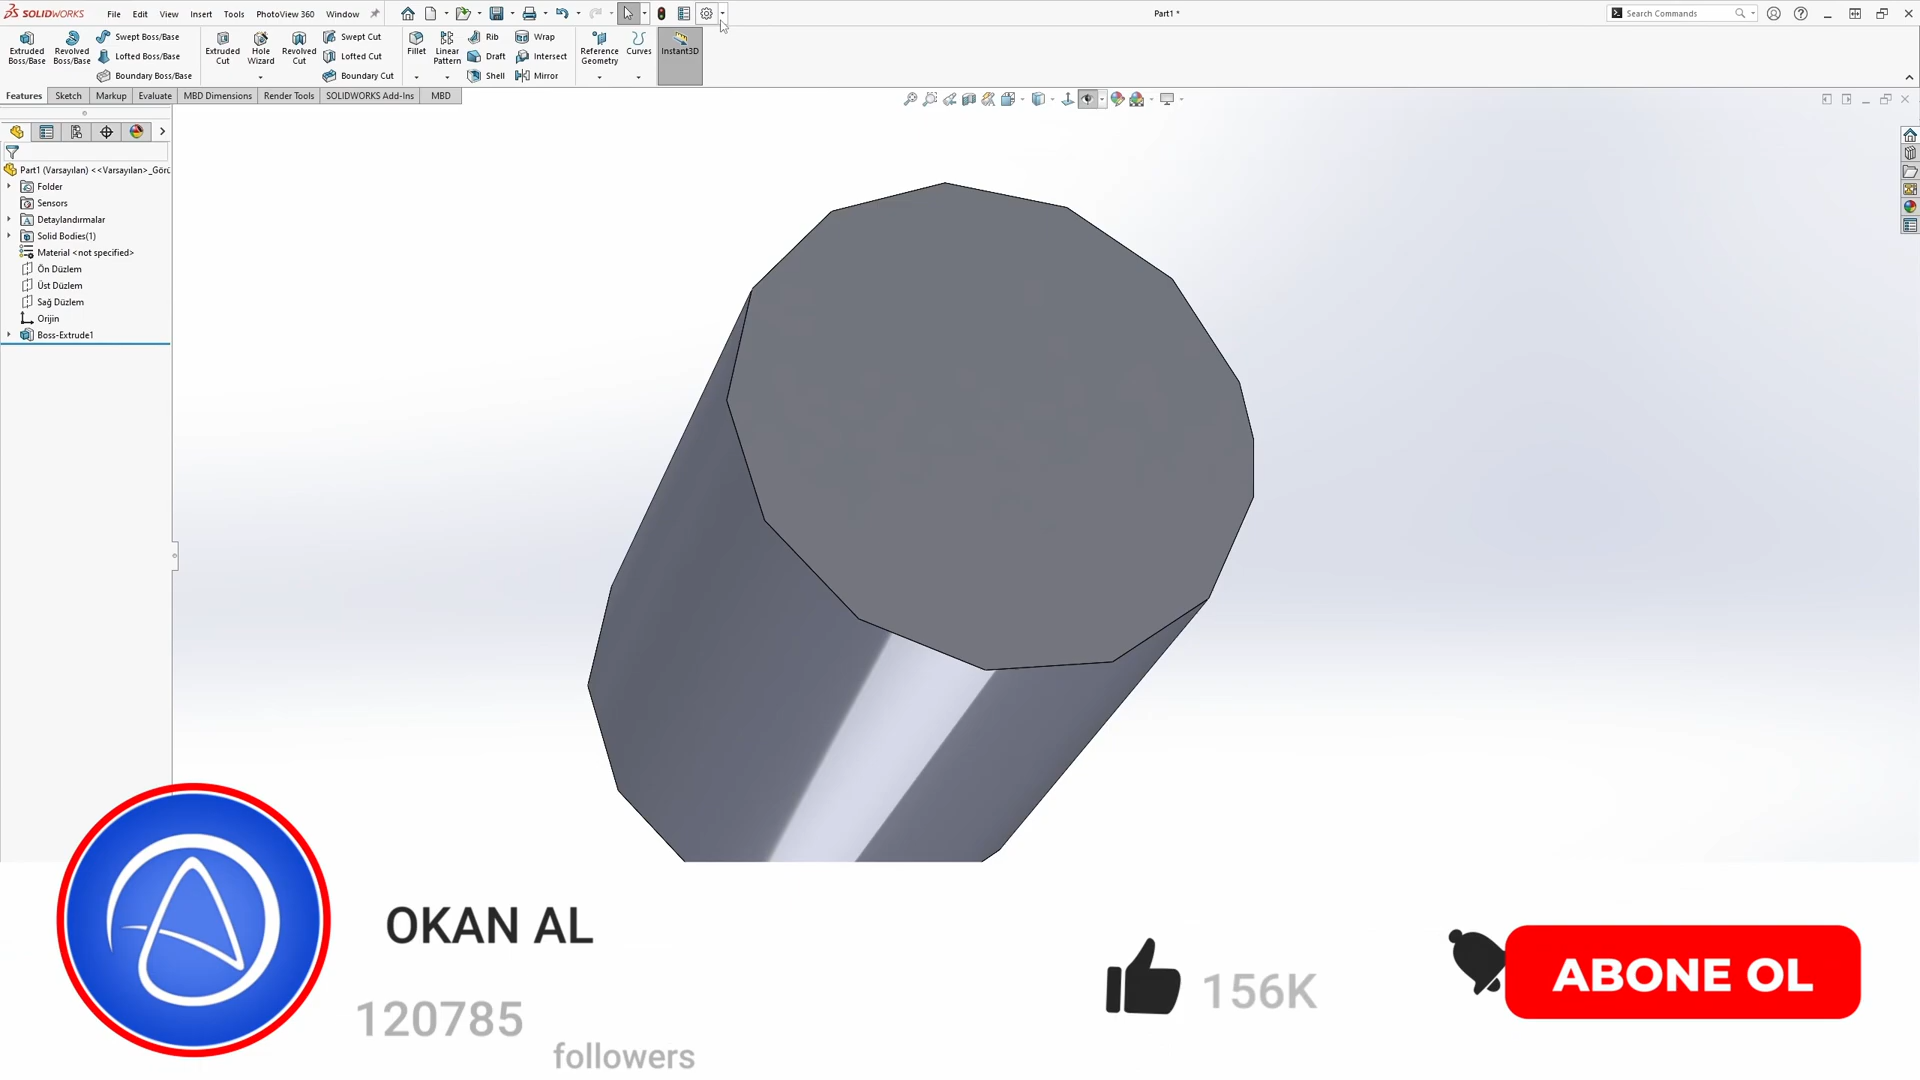 SOLIDWORKS File Edit View Insert Tools PhotoView 360 Window Part1 * Search Commands
Extruded Boss/Base
Revolved Boss/Base
Swept Boss/Base
Lofted Boss/Base
Boundary Boss/Base
Extruded Cut
Hole Wizard
Revolved Cut
Swept Cut
Lofted Cut
Boundary Cut
Fillet
Linear Pattern
Rib
Draft
Shell
Wrap
Intersect
Mirror
Reference Geometry
Curves
Instant3D
Features Sketch Markup Evaluate MBD Dimensions Render Tools SOLIDWORKS Add-Ins MBD
Part1 (Varsayılan) <<Varsayılan>_Görü
Folder
Sensors
Detaylandırmalar
Solid Bodies(1)
Material <not specified>
Ön Düzlem
Üst Düzlem
Sağ Düzlem
Orijin
Boss-Extrude1
OKAN AL
120785
followers
156K
ABONE OL